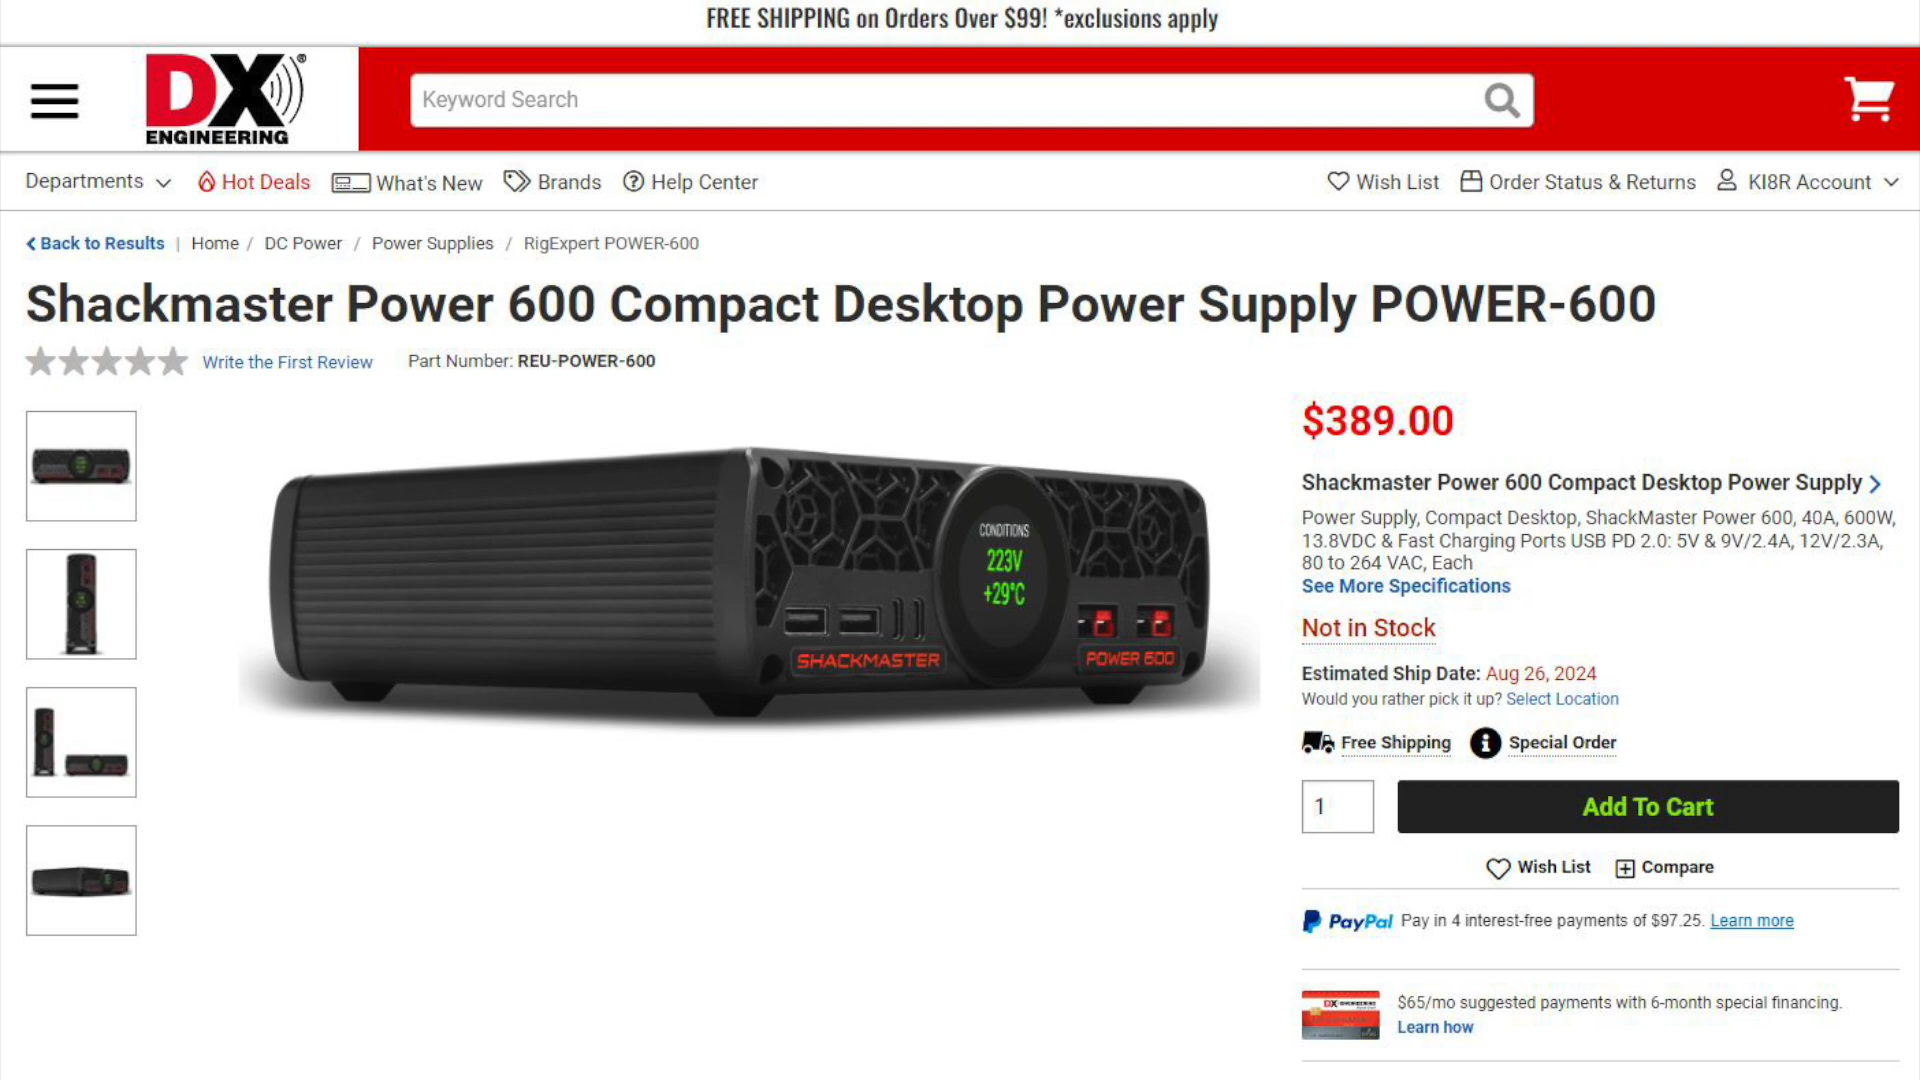 FREE SHIPPING on Orders Over $99! *exclusions apply
DX®
ENGINEERING
Keyword Search
Departments
Hot Deals
What's New
Brands
Help Center
Wish List
Order Status & Returns
KI8R Account
Back to Results | Home / DC Power / Power Supplies / RigExpert POWER-600
Shackmaster Power 600 Compact Desktop Power Supply POWER-600
Write the First Review
Part Number: REU-POWER-600
CONDITIONS
223V
+29°C
SHACKMASTER
POWER 600
$389.00
Shackmaster Power 600 Compact Desktop Power Supply
Power Supply, Compact Desktop, ShackMaster Power 600, 40A, 600W,
13.8VDC & Fast Charging Ports USB PD 2.0: 5V & 9V/2.4A, 12V/2.3A,
80 to 264 VAC, Each
See More Specifications
Not in Stock
Estimated Ship Date: Aug 26, 2024
Would you rather pick it up? Select Location
Free Shipping
Special Order
1
Add To Cart
Wish List
Compare
PayPal Pay in 4 interest-free payments of $97.25. Learn more
DX ENGINEERING
$65/mo suggested payments with 6-month special financing.
Learn how